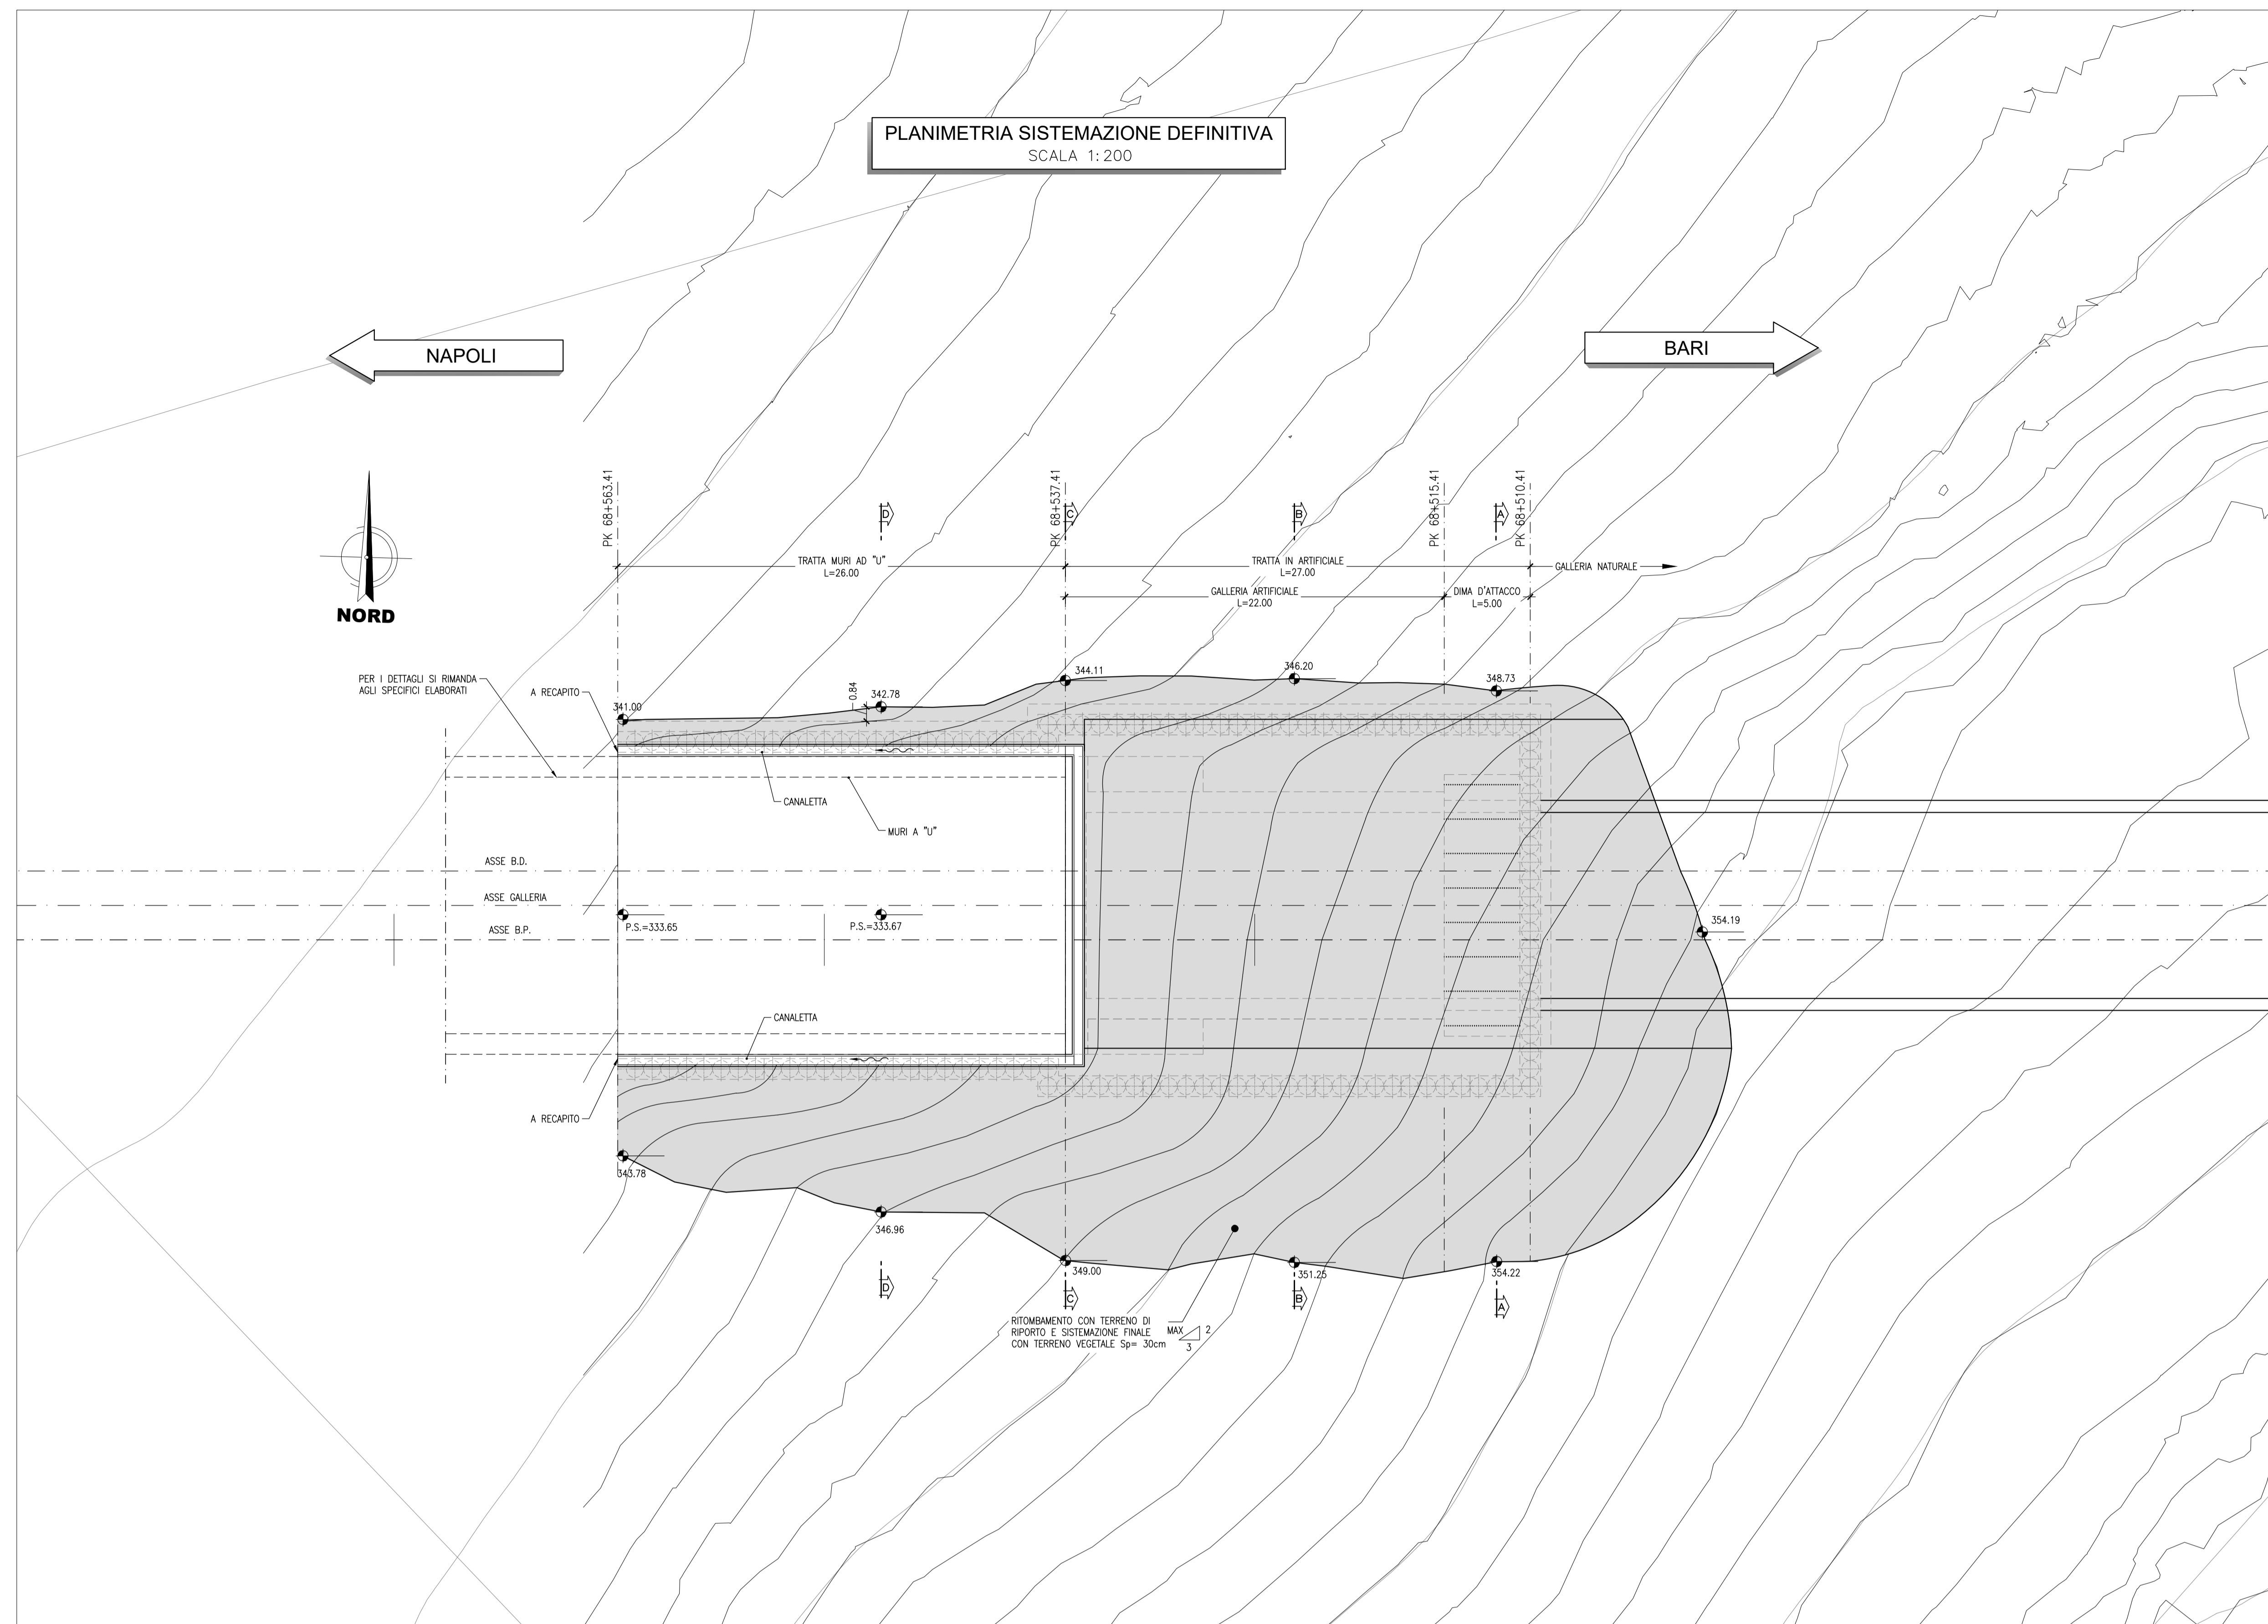 PLANIMETRIA SISTEMAZIONE DEFINITIVA
SCALA 1:200
NAPOLI
BARI
NORD
PK 68+563.41
PK 68+537.41
PK 68+515.41
PK 68+510.41
D
C
B
A
TRATTA MURI AD "U"
L=26.00
TRATTA IN ARTIFICIALE
L=27.00
GALLERIA NATURALE
GALLERIA ARTIFICIALE
L=22.00
DIMA D'ATTACCO
L=5.00
PER I DETTAGLI SI RIMANDA
AGLI SPECIFICI ELABORATI
A RECAPITO
341.00
0.84
342.78
344.11
346.20
348.73
CANALETTA
MURI A "U"
ASSE B.D.
ASSE GALLERIA
ASSE B.P.
P.S.=333.65
P.S.=333.67
354.19
CANALETTA
A RECAPITO
343.78
346.96
349.00
351.25
354.22
D
C
B
A
RITOMBAMENTO CON TERRENO DI
RIPORTO E SISTEMAZIONE FINALE
CON TERRENO VEGETALE Sp= 30cm
MAX
2
3